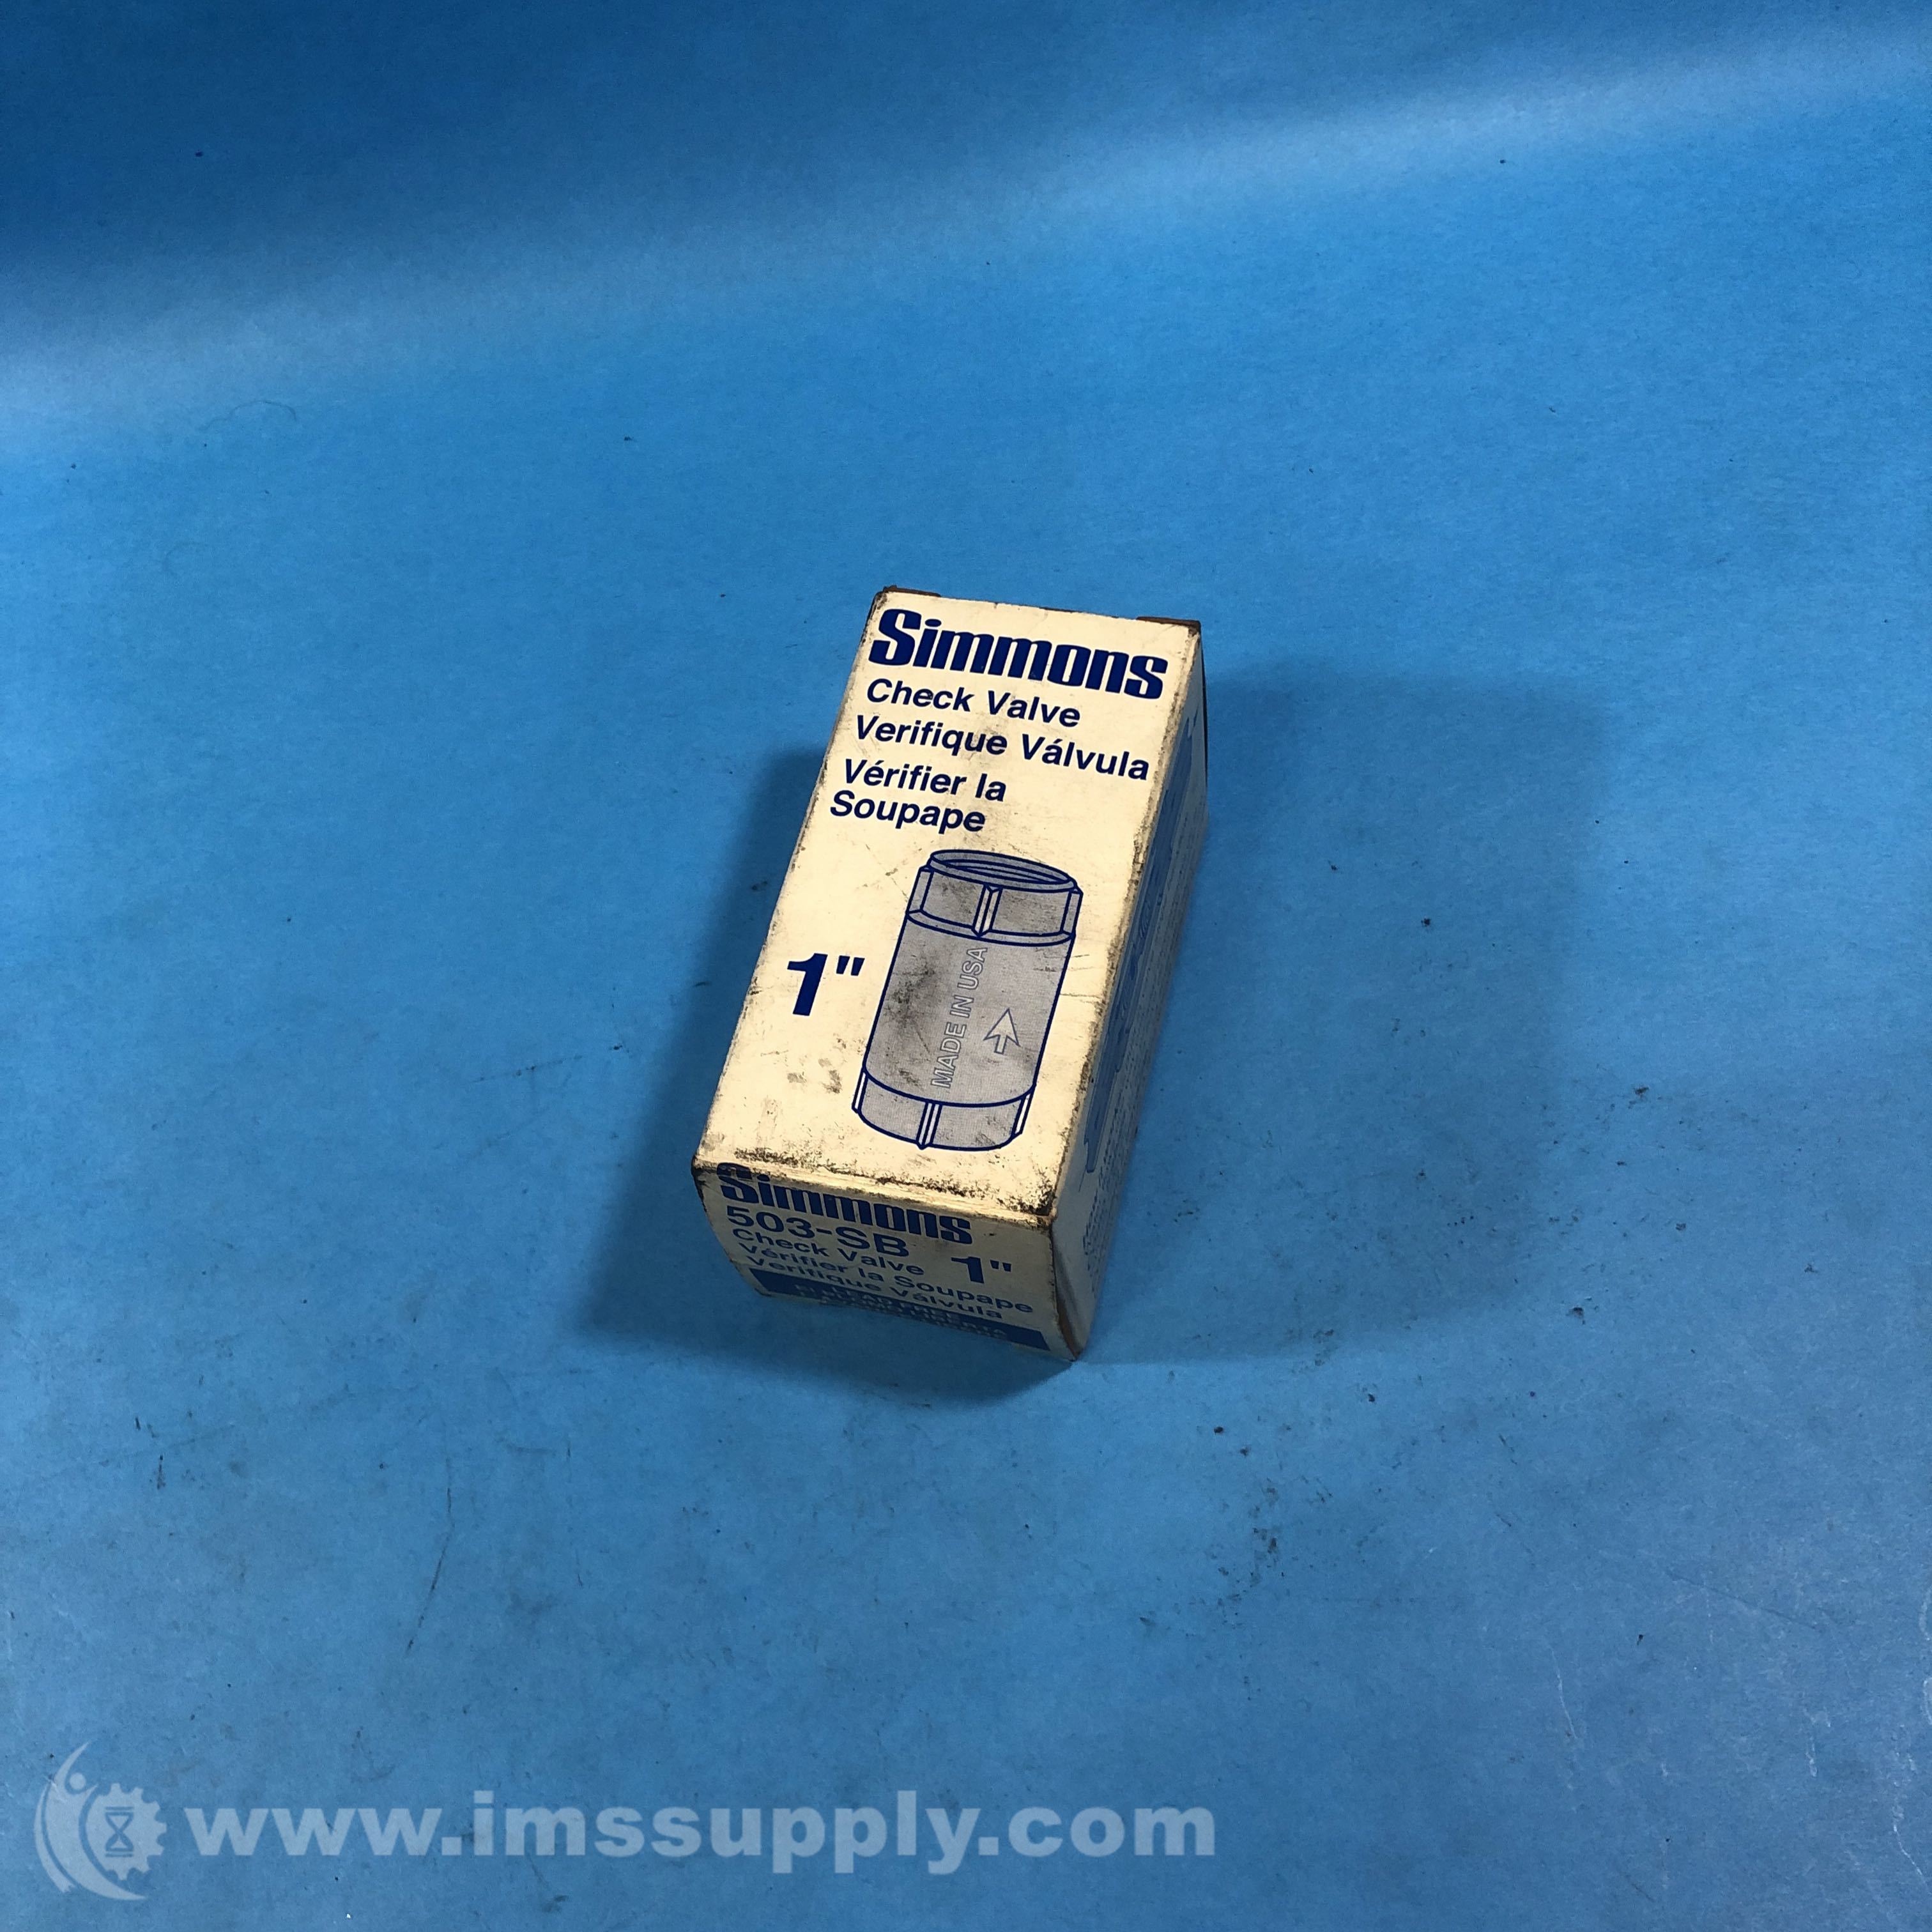 Simmons
Check Valve
Verifique Válvula
Vérifier la
Soupape
1"
MADE IN USA
Simmons
503-SB
Check Valve
1"
Vérifier la Soupape
Verifique Válvula
www.imssupply.com